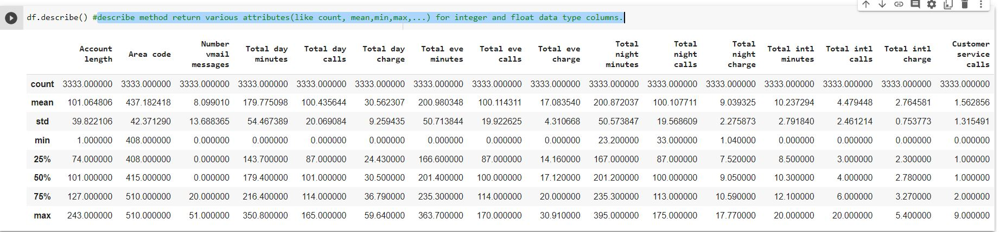 df.describe() #describe method return various attributes(like count, mean,min,max,...) for integer and float data type columns.
Account length Area code Number vmail messages Total day minutes Total day calls Total day charge Total eve minutes Total eve calls Total eve charge Total night minutes Total night calls Total night charge Total intl minutes Total intl calls Total intl charge Customer service calls
count 3333.000000 3333.000000 3333.000000 3333.000000 3333.000000 3333.000000 3333.000000 3333.000000 3333.000000 3333.000000 3333.000000 3333.000000 3333.000000 3333.000000 3333.000000 3333.000000
mean 101.064806 437.182418 8.099010 179.775098 100.435644 30.562307 200.980348 100.114311 17.083540 200.872037 100.107711 9.039325 10.237294 4.479448 2.764581 1.562856
std 39.822106 42.371290 13.688365 54.467389 20.069084 9.259435 50.713844 19.922625 4.310668 50.573847 19.568609 2.275873 2.791840 2.461214 0.753773 1.315491
min 1.000000 408.000000 0.000000 0.000000 0.000000 0.000000 0.000000 0.000000 0.000000 23.200000 33.000000 1.040000 0.000000 0.000000 0.000000 0.000000
25% 74.000000 408.000000 0.000000 143.700000 87.000000 24.430000 166.600000 87.000000 14.160000 167.000000 87.000000 7.520000 8.500000 3.000000 2.300000 1.000000
50% 101.000000 415.000000 0.000000 179.400000 101.000000 30.500000 201.400000 100.000000 17.120000 201.200000 100.000000 9.050000 10.300000 4.000000 2.780000 1.000000
75% 127.000000 510.000000 20.000000 216.400000 114.000000 36.790000 235.300000 114.000000 20.000000 235.300000 113.000000 10.590000 12.100000 6.000000 3.270000 2.000000
max 243.000000 510.000000 51.000000 350.800000 165.000000 59.640000 363.700000 170.000000 30.910000 395.000000 175.000000 17.770000 20.000000 20.000000 5.400000 9.000000